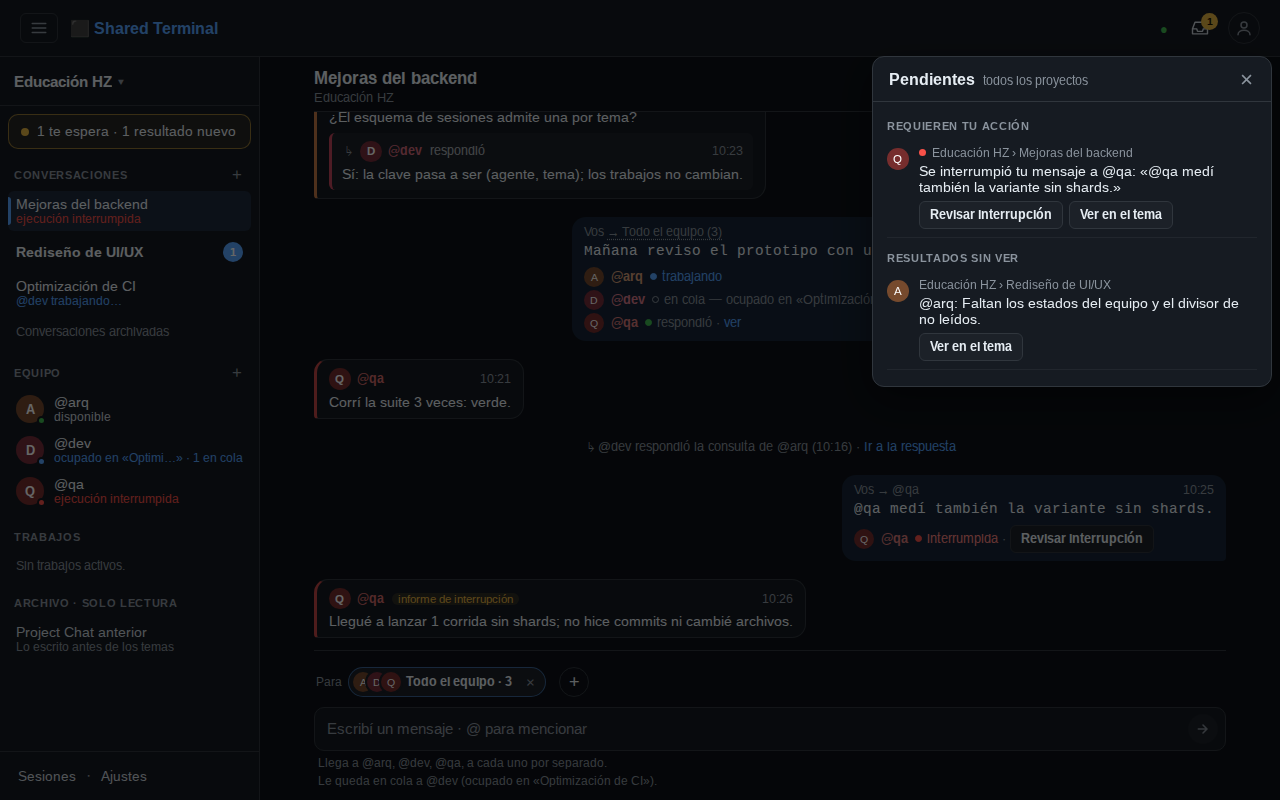 Shared Terminal
1
Educación HZ
1 te espera · 1 resultado nuevo
CONVERSACIONES +
Mejoras del backend
ejecución interrumpida
Rediseño de UI/UX 1
Optimización de CI
@dev trabajando…
Conversaciones archivadas
EQUIPO +
A @arq
disponible
D @dev
ocupado en «Optimi…» · 1 en cola
Q @qa
ejecución interrumpida
TRABAJOS
Sin trabajos activos.
ARCHIVO · SOLO LECTURA
Project Chat anterior
Lo escrito antes de los temas
Sesiones · Ajustes
Mejoras del backend
Educación HZ
¿El esquema de sesiones admite una por tema?
↳ D @dev respondió 10:23
Sí: la clave pasa a ser (agente, tema); los trabajos no cambian.
Vos → Todo el equipo (3)
Mañana reviso el prototipo con u
A @arq trabajando
D @dev en cola — ocupado en «Optimizació
Q @qa respondió · ver
Q @qa 10:21
Corrí la suite 3 veces: verde.
↳ @dev respondió la consulta de @arq (10:16) · Ir a la respuesta
Vos → @qa 10:25
@qa medí también la variante sin shards.
Q @qa interrumpida · Revisar interrupción
Q @qa informe de interrupción 10:26
Llegué a lanzar 1 corrida sin shards; no hice commits ni cambié archivos.
Para A D Q Todo el equipo · 3 × +
Escribí un mensaje · @ para mencionar
Llega a @arq, @dev, @qa, a cada uno por separado.
Le queda en cola a @dev (ocupado en «Optimización de CI»).
Pendientes todos los proyectos ✕
REQUIEREN TU ACCIÓN
Q Educación HZ › Mejoras del backend
Se interrumpió tu mensaje a @qa: «@qa medí
también la variante sin shards.»
Revisar interrupción Ver en el tema
RESULTADOS SIN VER
A Educación HZ › Rediseño de UI/UX
@arq: Faltan los estados del equipo y el divisor de
no leídos.
Ver en el tema